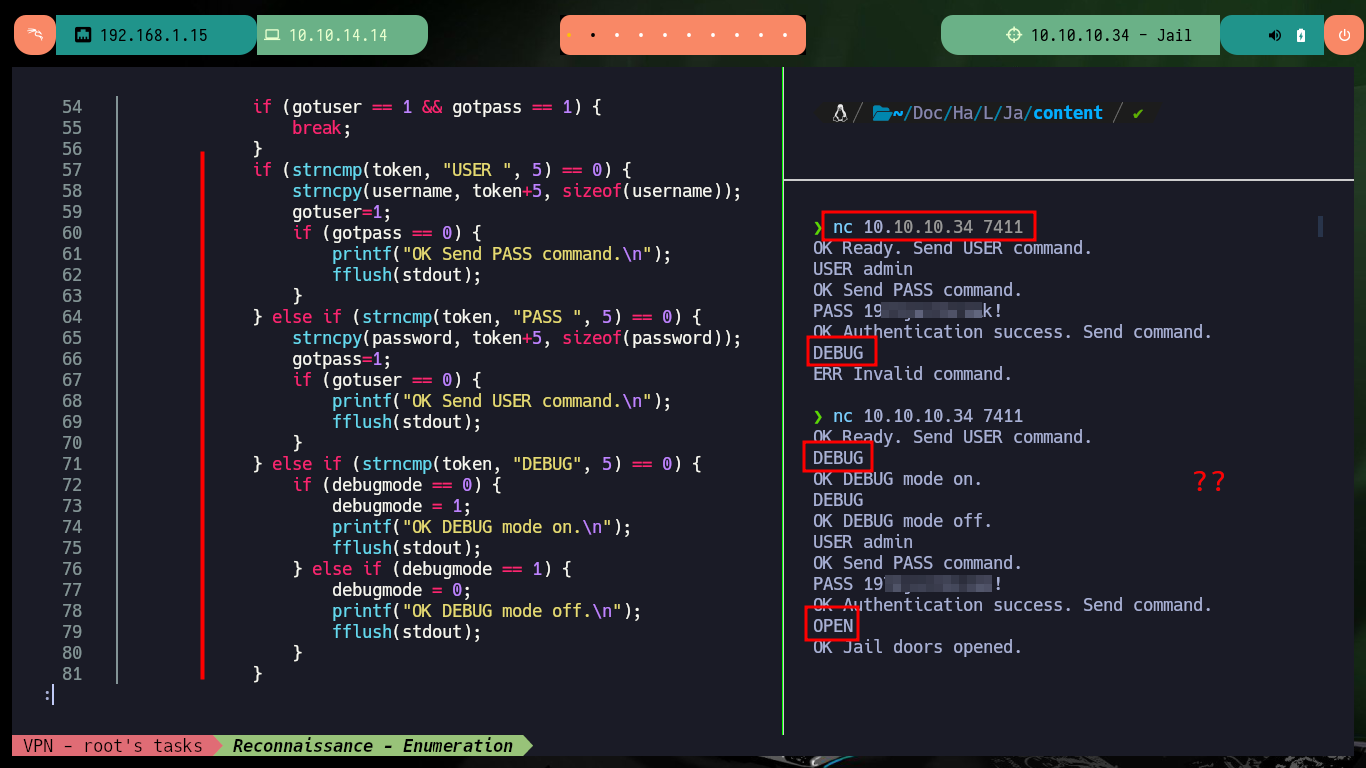 192.168.1.15 10.10.14.14 10.10.10.34 - Jail
54 if (gotuser == 1 && gotpass == 1) {
55 break;
56 }
57 if (strncmp(token, "USER ", 5) == 0) {
58 strncpy(username, token+5, sizeof(username));
59 gotuser=1;
60 if (gotpass == 0) {
61 printf("OK Send PASS command.\n");
62 fflush(stdout);
63 }
64 } else if (strncmp(token, "PASS ", 5) == 0) {
65 strncpy(password, token+5, sizeof(password));
66 gotpass=1;
67 if (gotuser == 0) {
68 printf("OK Send USER command.\n");
69 fflush(stdout);
70 }
71 } else if (strncmp(token, "DEBUG", 5) == 0) {
72 if (debugmode == 0) {
73 debugmode = 1;
74 printf("OK DEBUG mode on.\n");
75 fflush(stdout);
76 } else if (debugmode == 1) {
77 debugmode = 0;
78 printf("OK DEBUG mode off.\n");
79 fflush(stdout);
80 }
81 }
:
~/Doc/Ha/L/Ja/content
❯ nc 10.10.10.34 7411
OK Ready. Send USER command.
USER admin
OK Send PASS command.
PASS
OK Authentication success. Send command.
DEBUG
ERR Invalid command.
❯ nc 10.10.10.34 7411
OK Ready. Send USER command.
DEBUG
OK DEBUG mode on.
??
DEBUG
OK DEBUG mode off.
USER admin
OK Send PASS command.
PASS
OK Authentication success. Send command.
OPEN
OK Jail doors opened.
VPN - root's tasks Reconnaissance - Enumeration